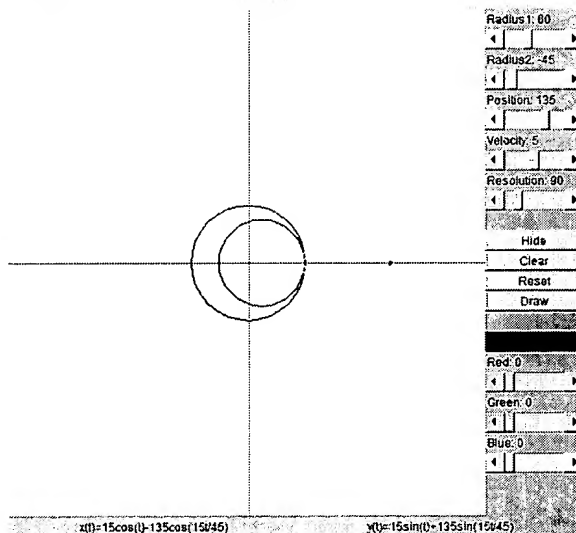 Radius1: 60
Radius2: -45
Position: 135
Velocity: 5
Resolution: 90
Hide
Clear
Reset
Draw
Red: 0
Green: 0
Blue: 0
x(t)=15cos(t)-135cos(15t/45) y(t)=15sin(t)+135sin(15t/45)